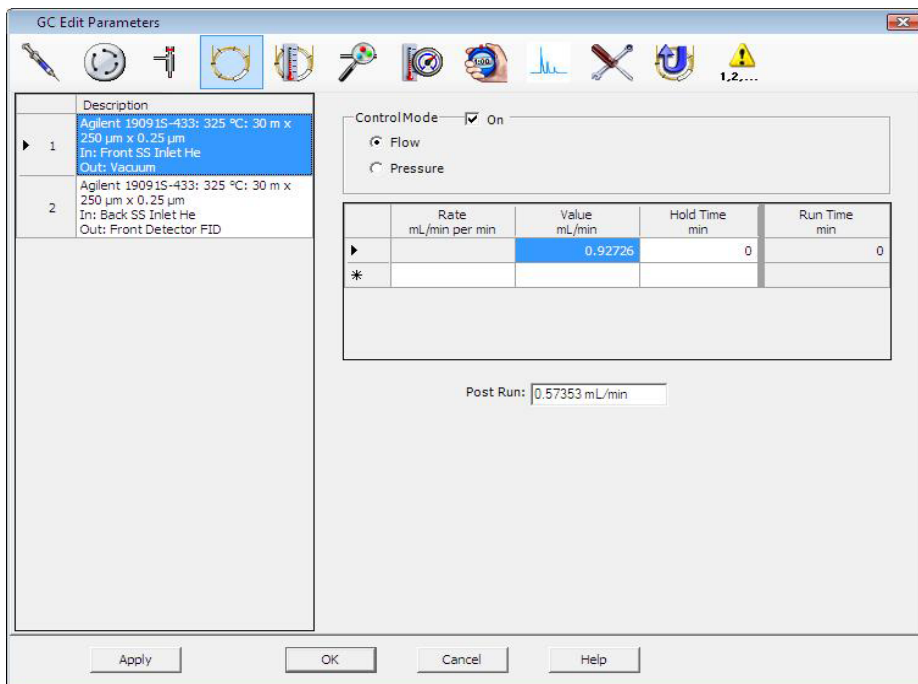 GC Edit Parameters
1:00
1,2,...
Description
1
Agilent 19091S-433: 325 °C: 30 m x
250 µm x 0.25 µm
In: Front SS Inlet He
Out: Vacuum
2
Agilent 19091S-433: 325 °C: 30 m x
250 µm x 0.25 µm
In: Back SS Inlet He
Out: Front Detector FID
Control Mode On
Flow
Pressure
Rate Value Hold Time Run Time
mL/min per min mL/min min min
0.92726 0 0
Post Run: 0.57353 mL/min
Apply OK Cancel Help